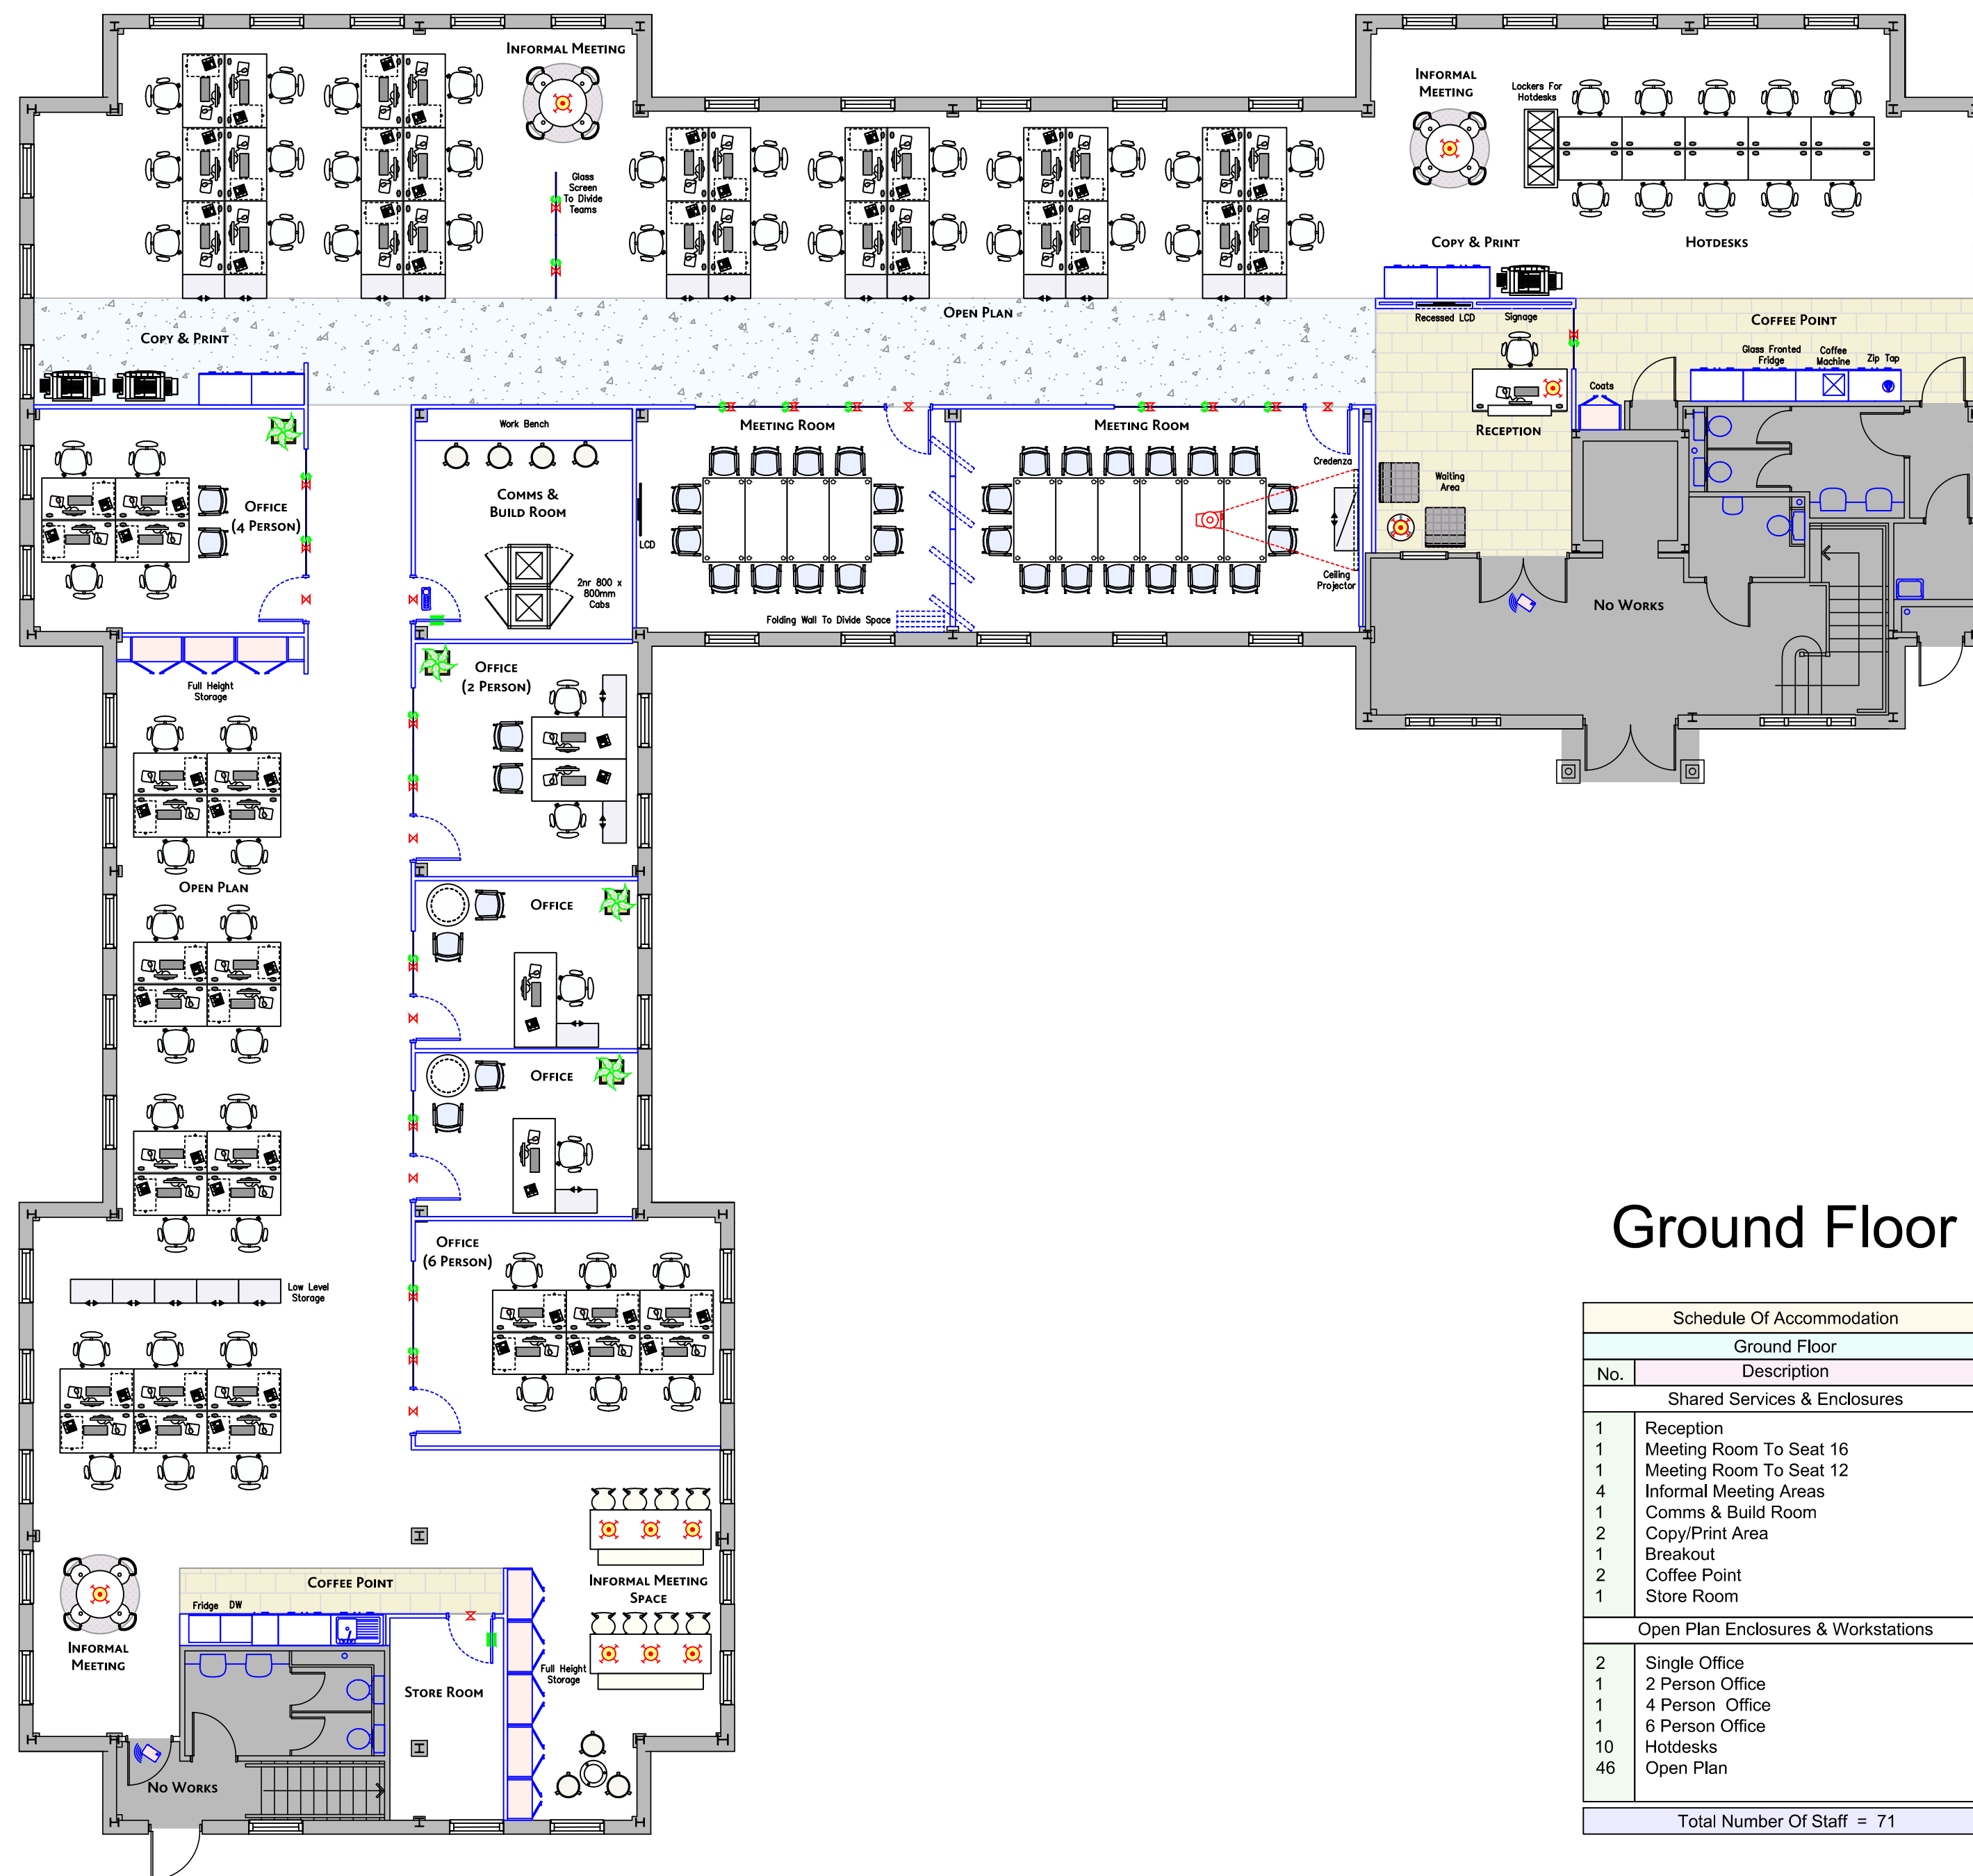 INFORMAL MEETING
INFORMAL
MEETING
Lockers For
Hotdesks
Glass
Screen
To Divide
Teams
COPY & PRINT
HOTDESKS
OPEN PLAN
COPY & PRINT
Recessed LCD
Signage
COFFEE POINT
Glass Fronted
Fridge
Coffee
Machine
Zip Tap
Coats
RECEPTION
Work Bench
MEETING ROOM
MEETING ROOM
Credenza
Waiting
Area
OFFICE
(4 PERSON)
COMMS &
BUILD ROOM
LCD
2nr 800 x
800mm
Cabs
Ceiling
Projector
Folding Wall To Divide Space
NO WORKS
Full Height
Storage
OFFICE
(2 PERSON)
OPEN PLAN
OFFICE
OFFICE
OFFICE
(6 PERSON)
Low Level
Storage
COFFEE POINT
Fridge
DW
INFORMAL MEETING
SPACE
INFORMAL
MEETING
Full Height
Storage
STORE ROOM
NO WORKS
Ground Floor
Schedule Of Accommodation
Ground Floor
No. Description
Shared Services & Enclosures
1 Reception
1 Meeting Room To Seat 16
1 Meeting Room To Seat 12
4 Informal Meeting Areas
1 Comms & Build Room
2 Copy/Print Area
1 Breakout
2 Coffee Point
1 Store Room
Open Plan Enclosures & Workstations
2 Single Office
1 2 Person Office
1 4 Person Office
1 6 Person Office
10 Hotdesks
46 Open Plan
Total Number Of Staff = 71